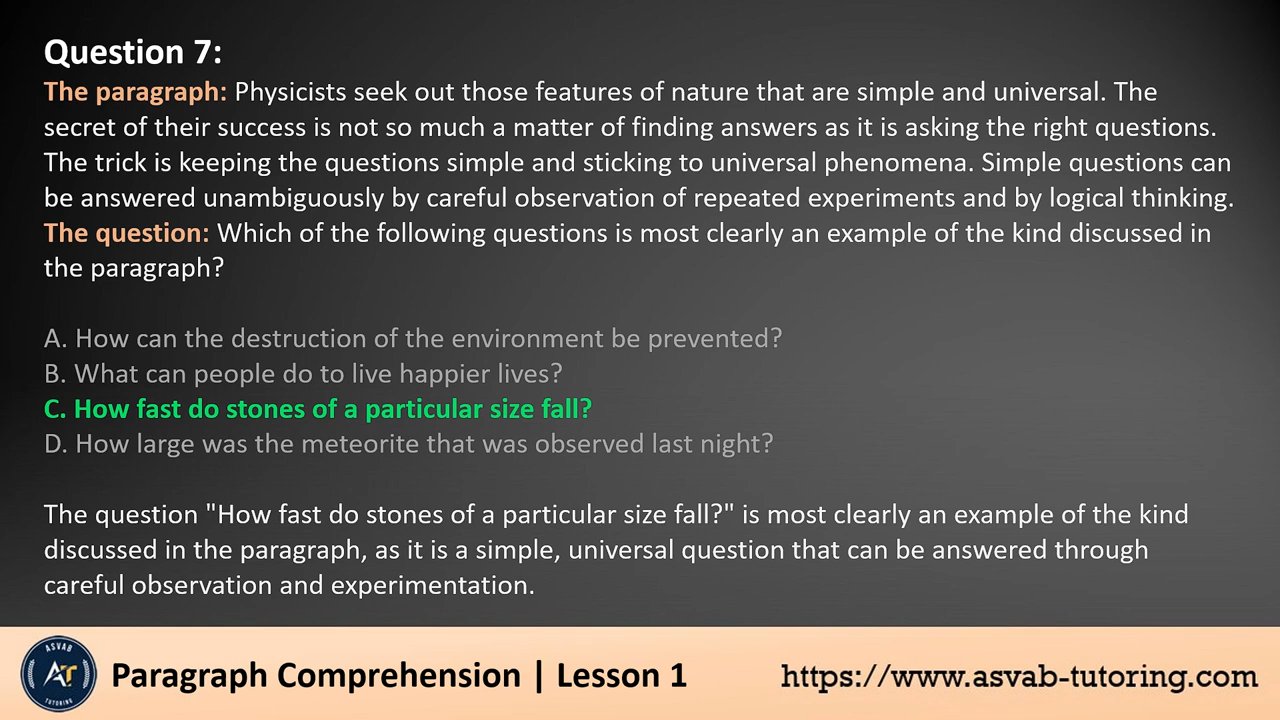 Question 7:
The paragraph: Physicists seek out those features of nature that are simple and universal. The
secret of their success is not so much a matter of finding answers as it is asking the right questions.
The trick is keeping the questions simple and sticking to universal phenomena. Simple questions can
be answered unambiguously by careful observation of repeated experiments and by logical thinking.
The question: Which of the following questions is most clearly an example of the kind discussed in
the paragraph?
A. How can the destruction of the environment be prevented?
B. What can people do to live happier lives?
C. How fast do stones of a particular size fall?
D. How large was the meteorite that was observed last night?
The question "How fast do stones of a particular size fall?" is most clearly an example of the kind
discussed in the paragraph, as it is a simple, universal question that can be answered through
careful observation and experimentation.
ASVAB
AT
TUTORING
Paragraph Comprehension | Lesson 1
https://www.asvab-tutoring.com